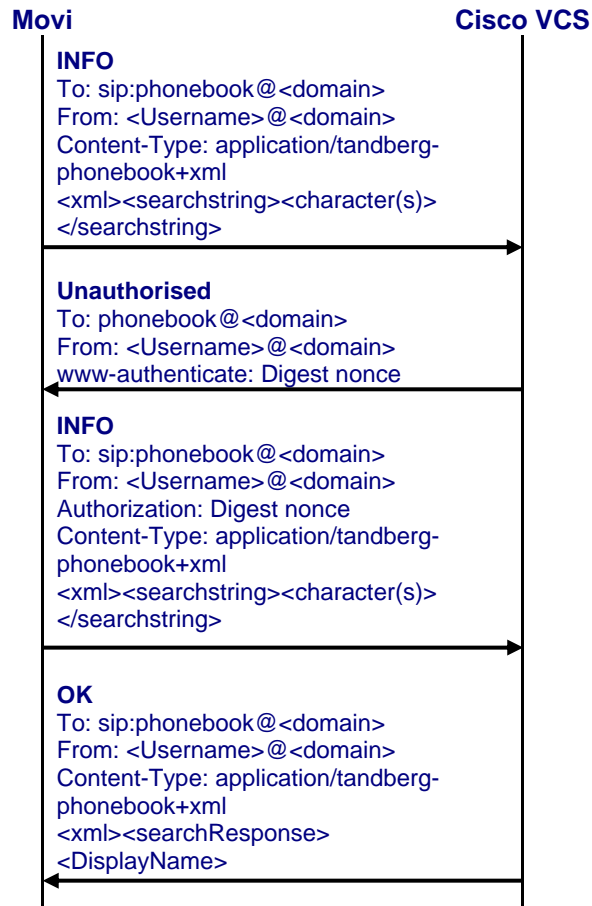 Movi
Cisco VCS
INFO
To: sip:phonebook@<domain>
From: <Username>@<domain>
Content-Type: application/tandberg-
phonebook+xml
<xml><searchstring><character(s)>
</searchstring>
Unauthorised
To: phonebook@<domain>
From: <Username>@<domain>
www-authenticate: Digest nonce
INFO
To: sip:phonebook@<domain>
From: <Username>@<domain>
Authorization: Digest nonce
Content-Type: application/tandberg-
phonebook+xml
<xml><searchstring><character(s)>
</searchstring>
OK
To: sip:phonebook@<domain>
From: <Username>@<domain>
Content-Type: application/tandberg-
phonebook+xml
<xml><searchResponse>
<DisplayName>